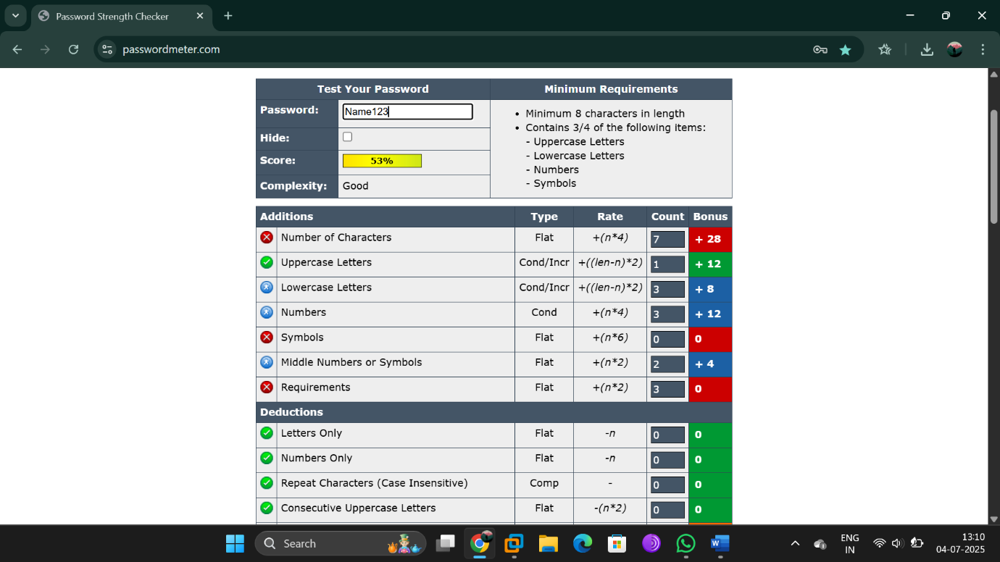 Password Strength Checker
passwordmeter.com
Test Your Password
Minimum Requirements
Password: Name123
Hide:
Score: 53%
Complexity: Good
• Minimum 8 characters in length
• Contains 3/4 of the following items:
- Uppercase Letters
- Lowercase Letters
- Numbers
- Symbols
Additions Type Rate Count Bonus
Number of Characters Flat +(n*4) 7 + 28
Uppercase Letters Cond/Incr +((len-n)*2) 1 + 12
Lowercase Letters Cond/Incr +((len-n)*2) 3 + 8
Numbers Cond +(n*4) 3 + 12
Symbols Flat +(n*6) 0 0
Middle Numbers or Symbols Flat +(n*2) 2 + 4
Requirements Flat +(n*2) 3 0
Deductions
Letters Only Flat -n 0 0
Numbers Only Flat -n 0 0
Repeat Characters (Case Insensitive) Comp - 0 0
Consecutive Uppercase Letters Flat -(n*2) 0 0
Search
ENG
IN
13:10
04-07-2025